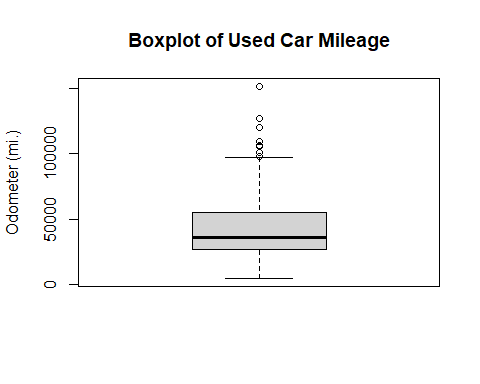 Boxplot of Used Car Mileage
Odometer (mi.)
100000
50000
0